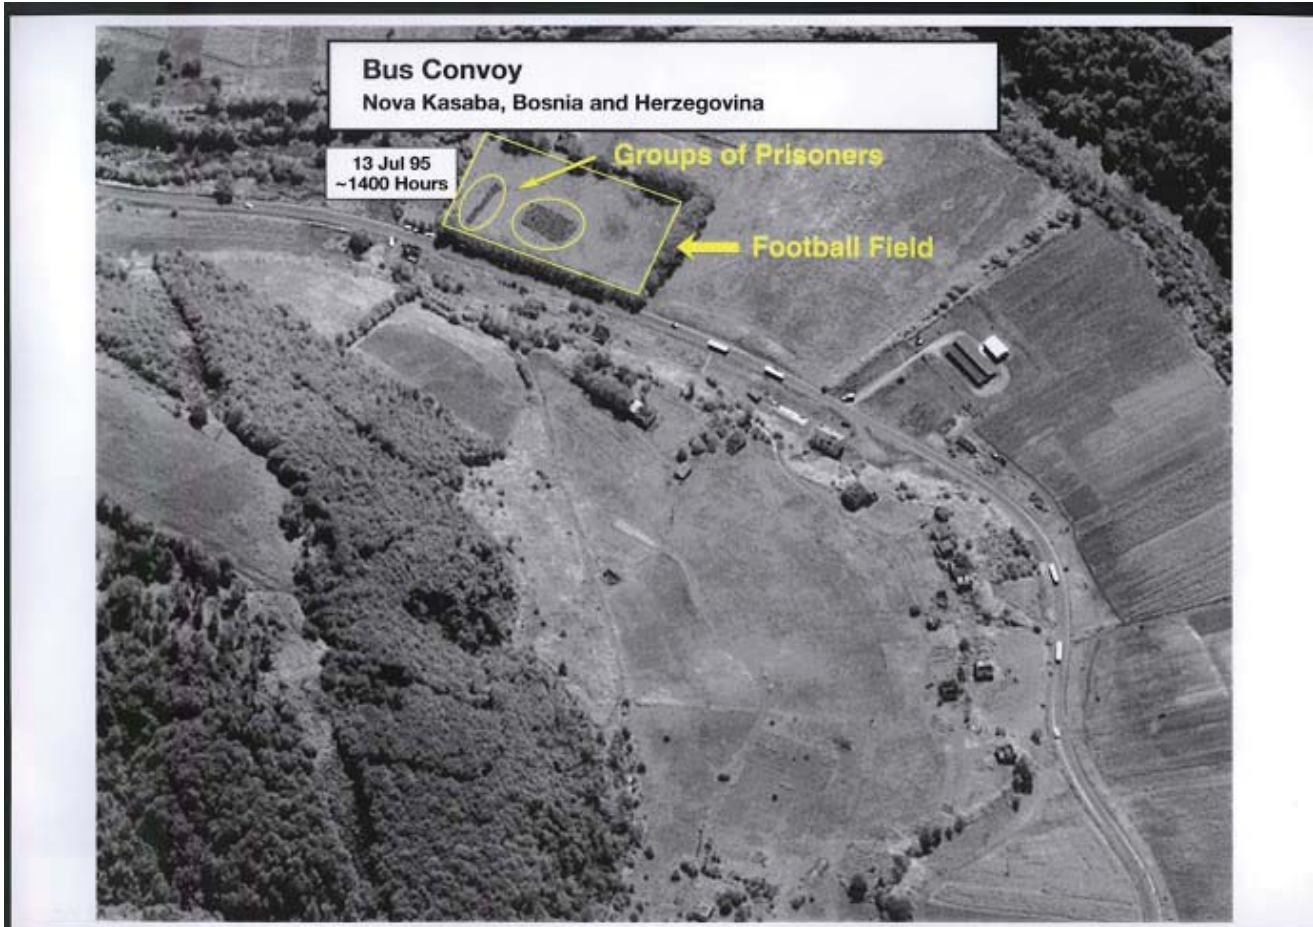 Bus Convoy
Nova Kasaba, Bosnia and Herzegovina
13 Jul 95
~1400 Hours
Groups of Prisoners
Football Field